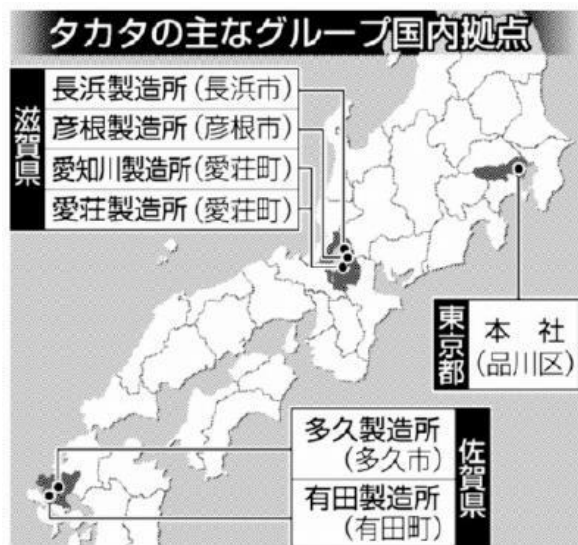 タカタの主なグループ国内拠点
滋賀県
長浜製造所(長浜市)
彦根製造所(彦根市)
愛知川製造所(愛荘町)
愛荘製造所(愛荘町)
東京都
本社
(品川区)
佐賀県
多久製造所
(多久市)
有田製造所
(有田町)